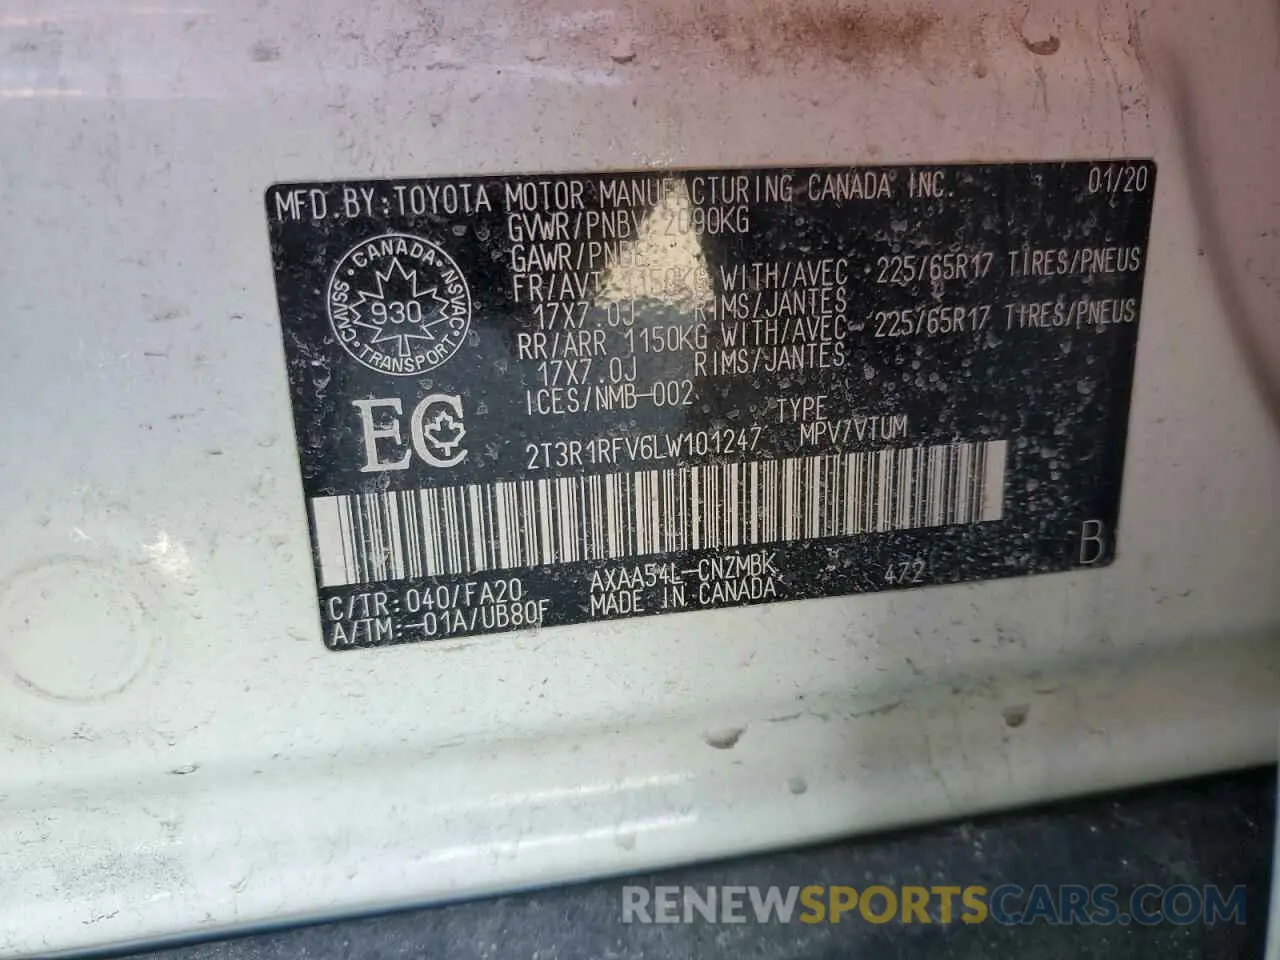 MFD.BY:TOYOTA MOTOR MANUFACTURING CANADA INC. 01/20
GVWR/PNBV 2090KG
GAWR/PNBE
FR/AVT 1150KG WITH/AVEC 225/65R17 TIRES/PNEUS
17X7.0J RIMS/JANTES
RR/ARR 1150KG WITH/AVEC 225/65R17 TIRES/PNEUS
17X7.0J RIMS/JANTES
ICES/NMB-002
TYPE
2T3R1RFV6LW101247 MPV/VTUM
CANADA
CMVSS NSVAC
930
TRANSPORT
EC
C/TR:040/FA20 AXAA54L-CNZMBK 472 B
A/TM:-01A/UB80F MADE IN CANADA
RENEWSPORTSCARS.COM